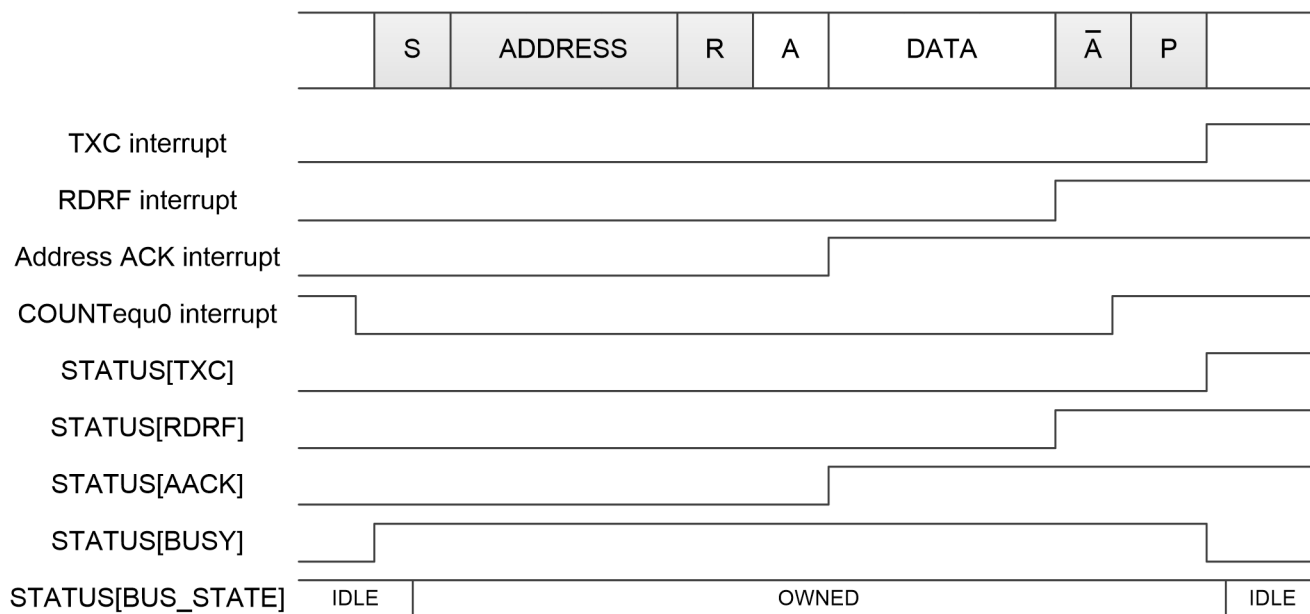 S ADDRESS R A DATA A̅ P
TXC interrupt
RDRF interrupt
Address ACK interrupt
COUNTequ0 interrupt
STATUS[TXC]
STATUS[RDRF]
STATUS[AACK]
STATUS[BUSY]
STATUS[BUS_STATE] IDLE OWNED IDLE